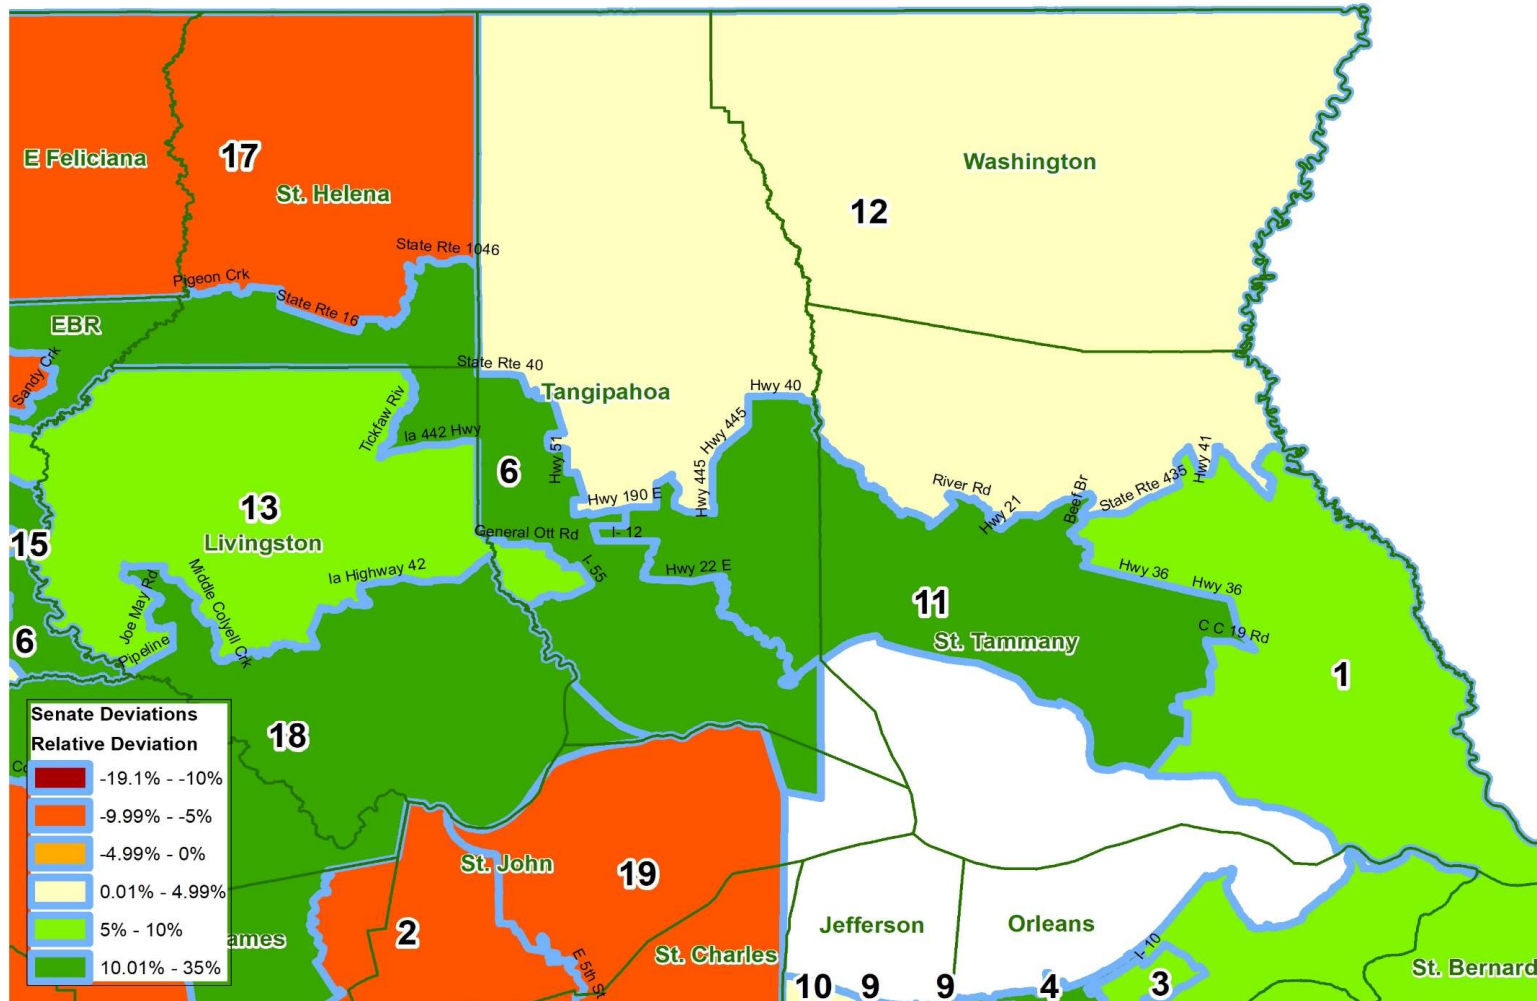 E Feliciana
17
St. Helena
Washington
12
State Rte 1046
Pigeon Crk
State Rte 16
EBR
Sandy Crk
State Rte 40
Tangipahoa
Hwy 40
Tickfaw Riv
la 442 Hwy
Hwy 51
Hwy 445
Hwy 445
6
Hwy 190 E
River Rd
Hwy 21
Beef Br
State Rte 435
Hwy 41
13
Livingston
15
General Ott Rd
I- 12
I- 55
Hwy 22 E
Hwy 36
Hwy 36
la Highway 42
Joe May Rd
Middle Colyell Crk
Pipeline
6
11
St. Tammany
C C 19 Rd
1
18
Senate Deviations
Relative Deviation
-19.1% - -10%
-9.99% - -5%
-4.99% - 0%
0.01% - 4.99%
5% - 10%
10.01% - 35%
ames
St. John
19
2
E 5th St
St. Charles
Jefferson
Orleans
I- 10
St. Bernard
10
9
9
4
3